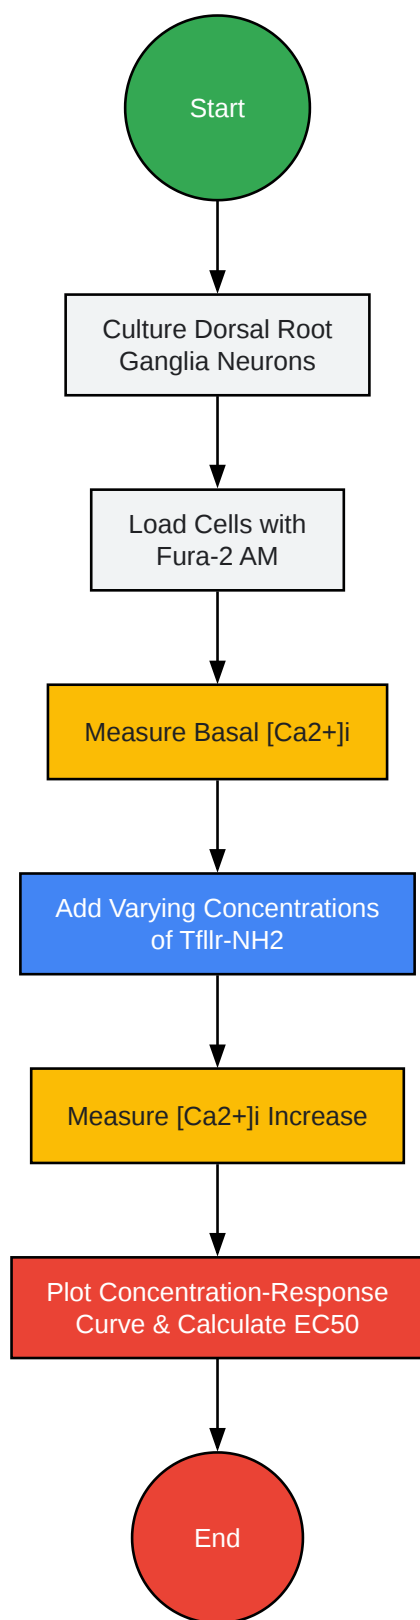 Start
Culture Dorsal Root
Ganglia Neurons
Load Cells with
Fura-2 AM
Measure Basal [Ca2+]i
Add Varying Concentrations
of Tfllr-NH2
Measure [Ca2+]i Increase
Plot Concentration-Response
Curve & Calculate EC50
End